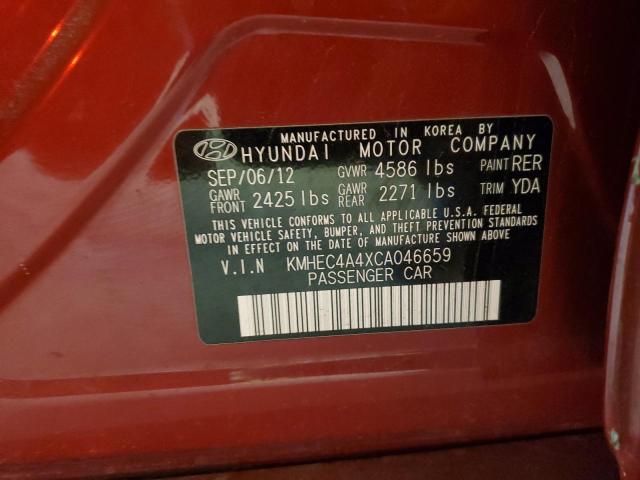 MANUFACTURED IN KOREA BY
HYUNDAI MOTOR COMPANY
SEP/06/12 GVWR 4586 lbs PAINT RER
GAWR FRONT 2425 lbs GAWR REAR 2271 lbs TRIM YDA
THIS VEHICLE CONFORMS TO ALL APPLICABLE U.S.A. FEDERAL
MOTOR VEHICLE SAFETY, BUMPER, AND THEFT PREVENTION
STANDARDS IN EFFECT ON THE DATE OF MANUFACTURE SHOWN ABOVE.
V.I.N KMHEC4A4XCA046659
PASSENGER CAR